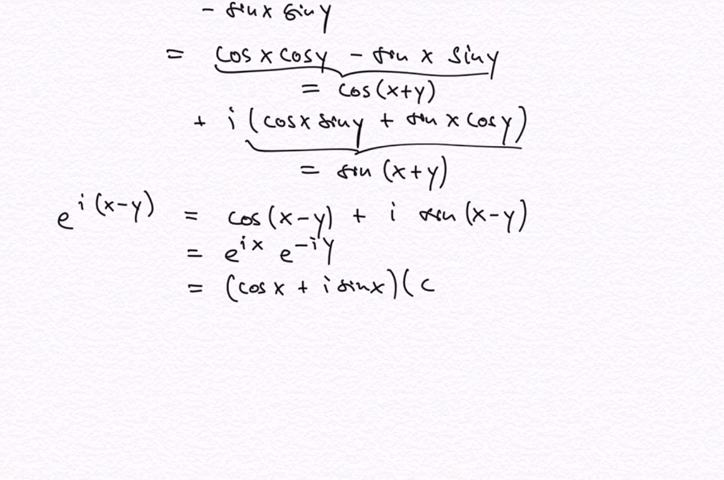 - sin x sin y
= cos x cos y - sin x sin y
= cos(x+y)
+ i (cos x sin y + sin x cos y)
= sin (x+y)
e^{i(x-y)} = cos(x-y) + i sin(x-y)
= e^{ix} e^{-iy}
= (cos x + i sin x)(c